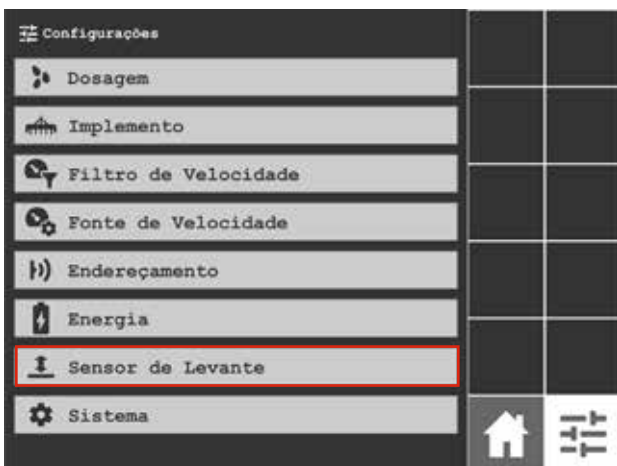 Configurações
Dosagem
Implemento
Filtro de Velocidade
Fonte de Velocidade
Endereçamento
Energia
Sensor de Levante
Sistema